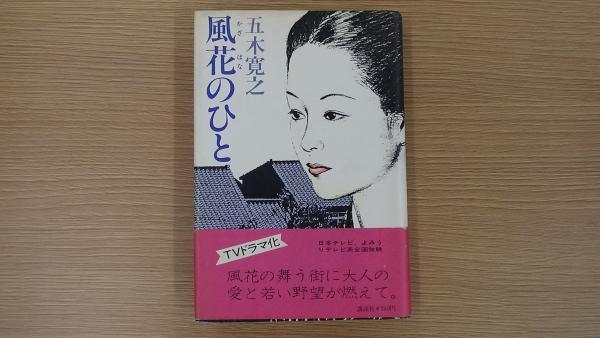 五木寛之
風花のひと
かざ はな
TVドラマ化
日本テレビ、よみう
りテレビ系全国放映
風花の舞う街に大人の
愛と若い野望が燃えて。
講談社